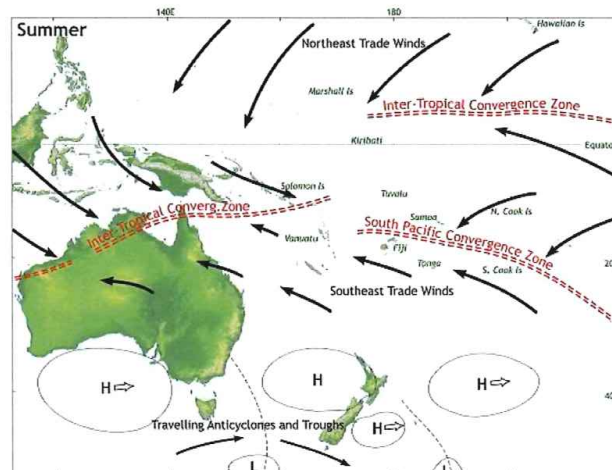 Summer
140E
180
Hawaiian Is
Northeast Trade Winds
Marshall Is
Inter-Tropical Convergence Zone
Kiribati
Equato
Solomon Is
Tuvalu
Inter-Tropical Converg.Zone
Samoa
N. Cook Is
South Pacific Convergence Zone
Vanuatu
Fiji
Tonga
S. Cook Is
20
Southeast Trade Winds
H
H
H
40
Travelling Anticyclones and Troughs
H
L
L